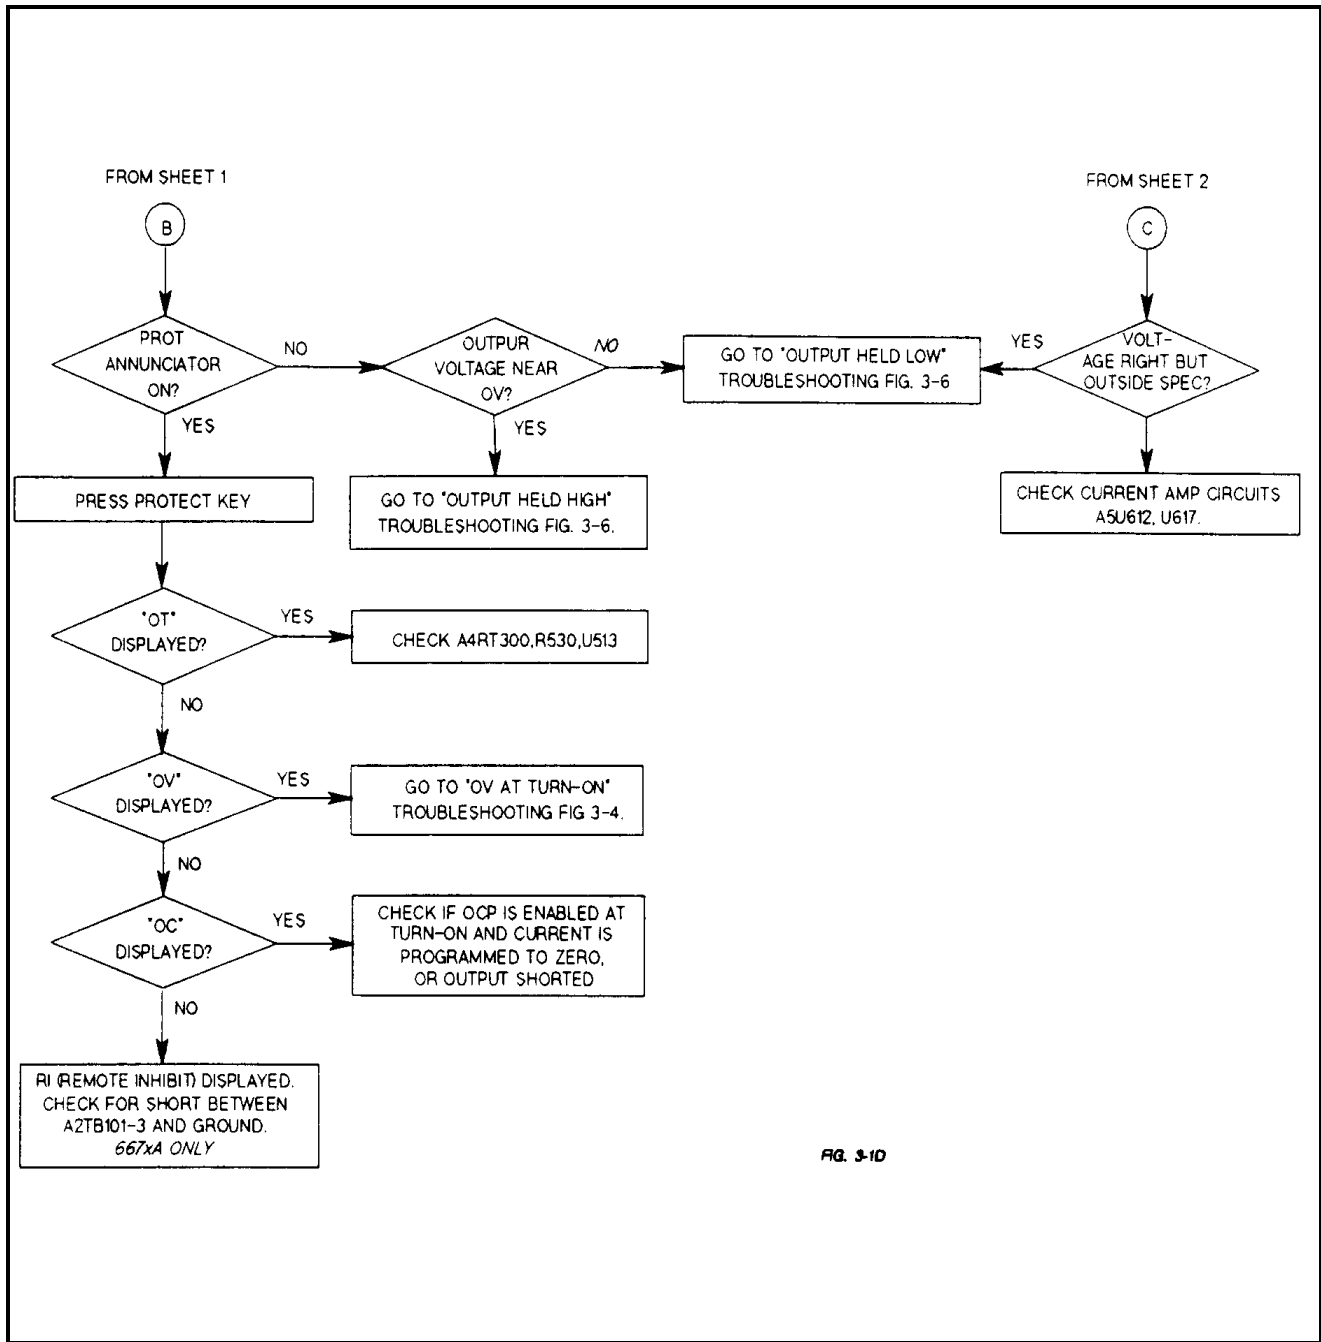 FROM SHEET 1
B
PROT
ANNUNCIATOR
ON?
NO
YES
OUTPUR
VOLTAGE NEAR
OV?
NO
YES
GO TO "OUTPUT HELD LOW"
TROUBLESHOOTING FIG. 3-6
FROM SHEET 2
C
YES
VOLT-
AGE RIGHT BUT
OUTSIDE SPEC?
PRESS PROTECT KEY
GO TO "OUTPUT HELD HIGH"
TROUBLESHOOTING FIG. 3-6.
CHECK CURRENT AMP CIRCUITS
A5U612, U617.
"OT"
DISPLAYED?
YES
CHECK A4RT300,R530,U513
NO
"OV"
DISPLAYED?
YES
GO TO "OV AT TURN-ON"
TROUBLESHOOTING FIG 3-4.
NO
"OC"
DISPLAYED?
YES
CHECK IF OCP IS ENABLED AT
TURN-ON AND CURRENT IS
PROGRAMMED TO ZERO,
OR OUTPUT SHORTED
NO
RI (REMOTE INHIBIT) DISPLAYED.
CHECK FOR SHORT BETWEEN
A2TB101-3 AND GROUND.
667xA ONLY
FIG. 3-1D